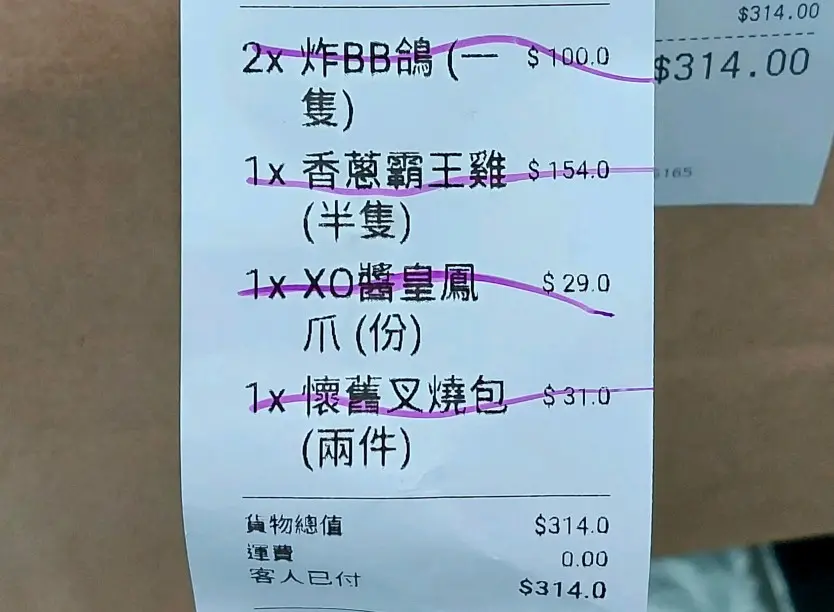 $314.00
$314.00
2x 炸BB鴿 (一 $100.0
隻)
1x 香蔥霸王雞 $154.0
(半隻)
1x XO醬皇鳳 $29.0
爪 (份)
1x 懷舊叉燒包 $31.0
(兩件)
貨物總值 $314.0
運費 0.00
客人已付 $314.0